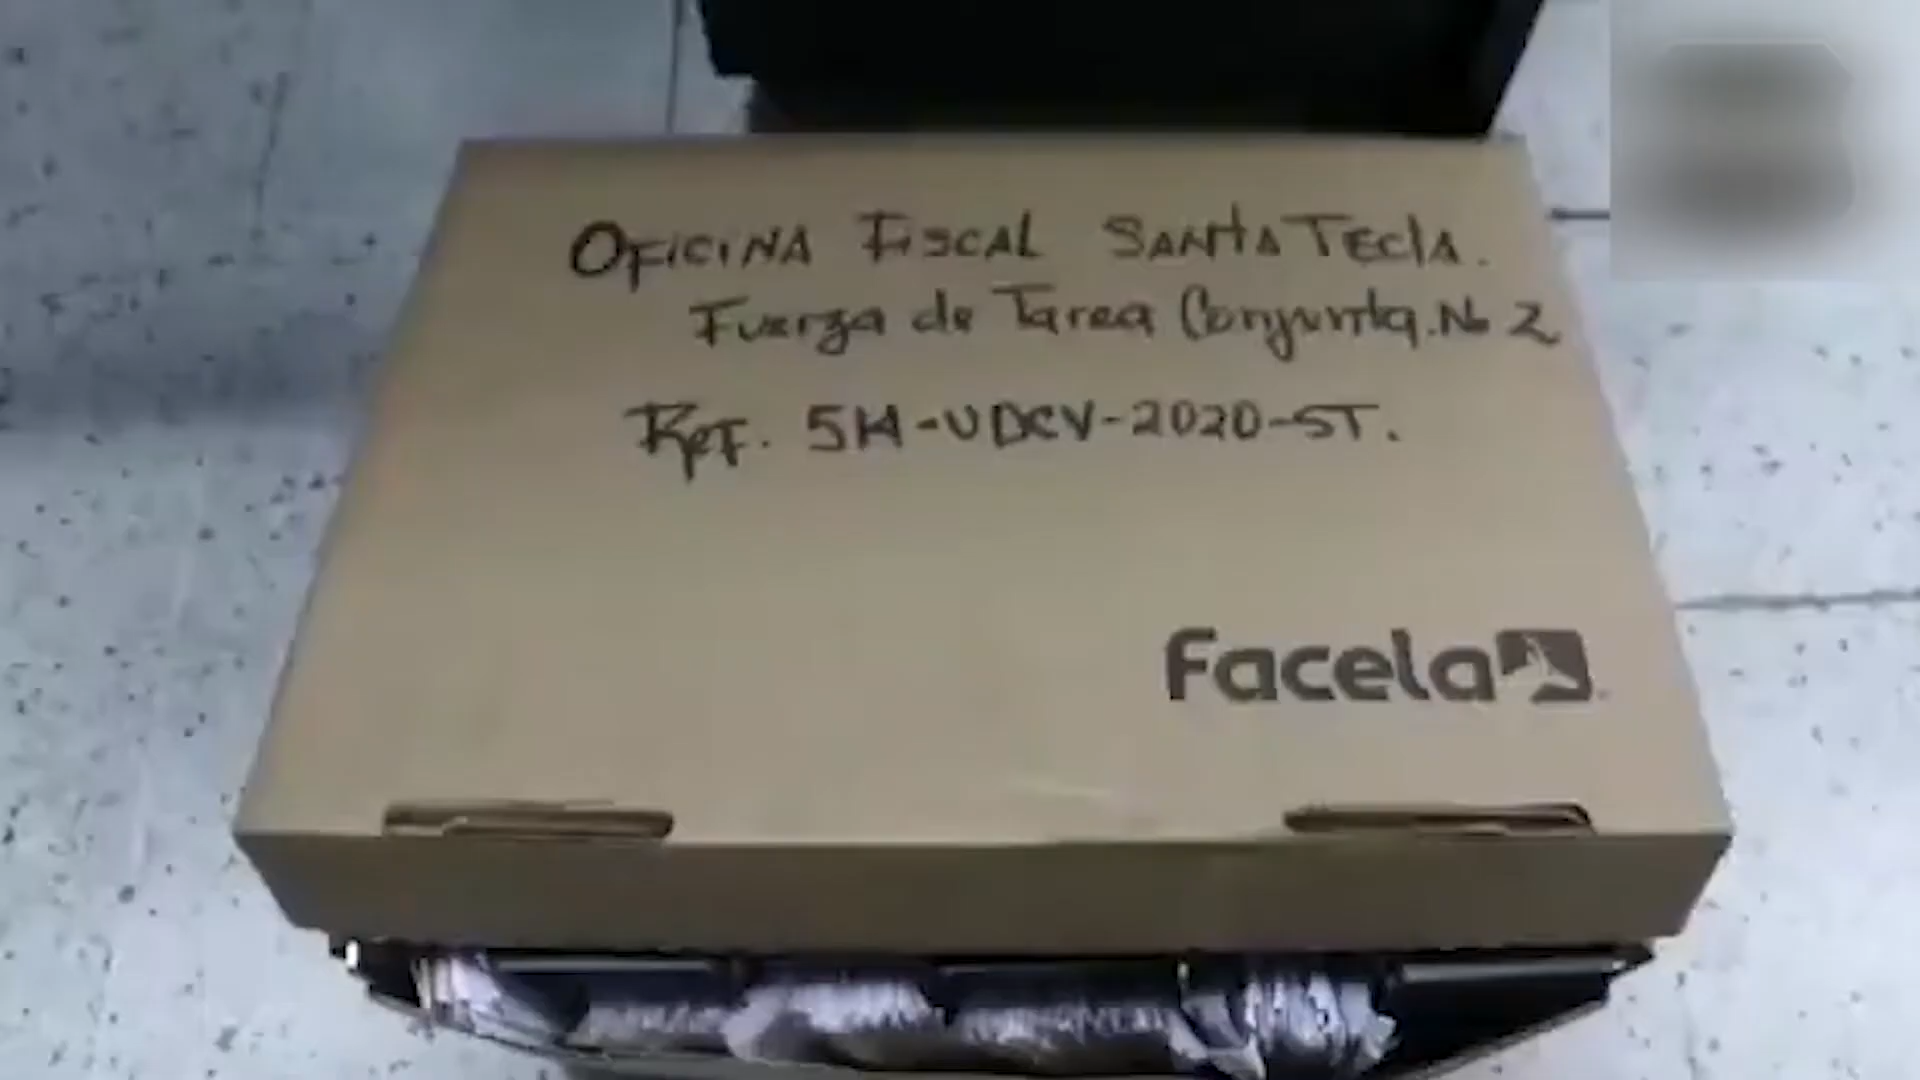 OFICINA FISCAL SANTA TECLA.
Fuerza de Tarea Conjunta. No 2
REF. 514-UDCV-2020-ST.
Facela